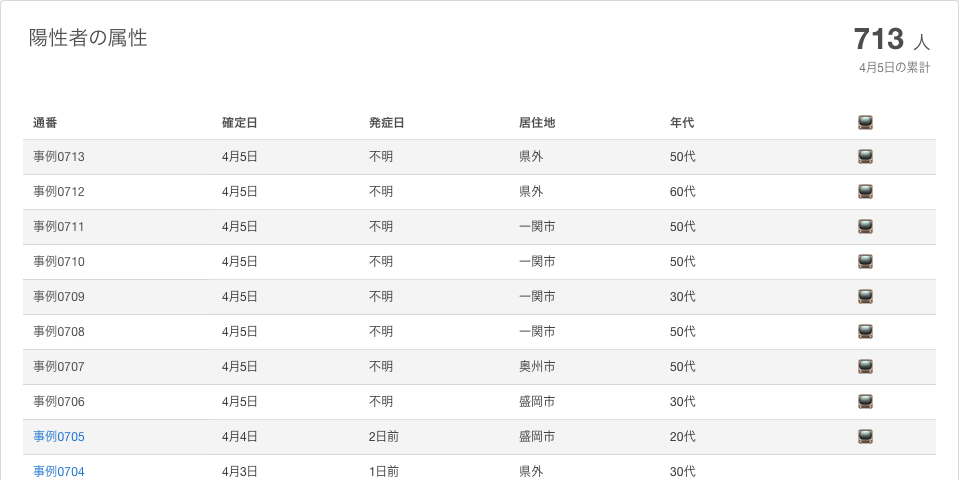 陽性者の属性
713 人
4月5日の累計
通番 確定日 発症日 居住地 年代
事例0713 4月5日 不明 県外 50代
事例0712 4月5日 不明 県外 60代
事例0711 4月5日 不明 一関市 50代
事例0710 4月5日 不明 一関市 50代
事例0709 4月5日 不明 一関市 30代
事例0708 4月5日 不明 一関市 50代
事例0707 4月5日 不明 奥州市 50代
事例0706 4月5日 不明 盛岡市 30代
事例0705 4月4日 2日前 盛岡市 20代
事例0704 4月3日 1日前 県外 30代